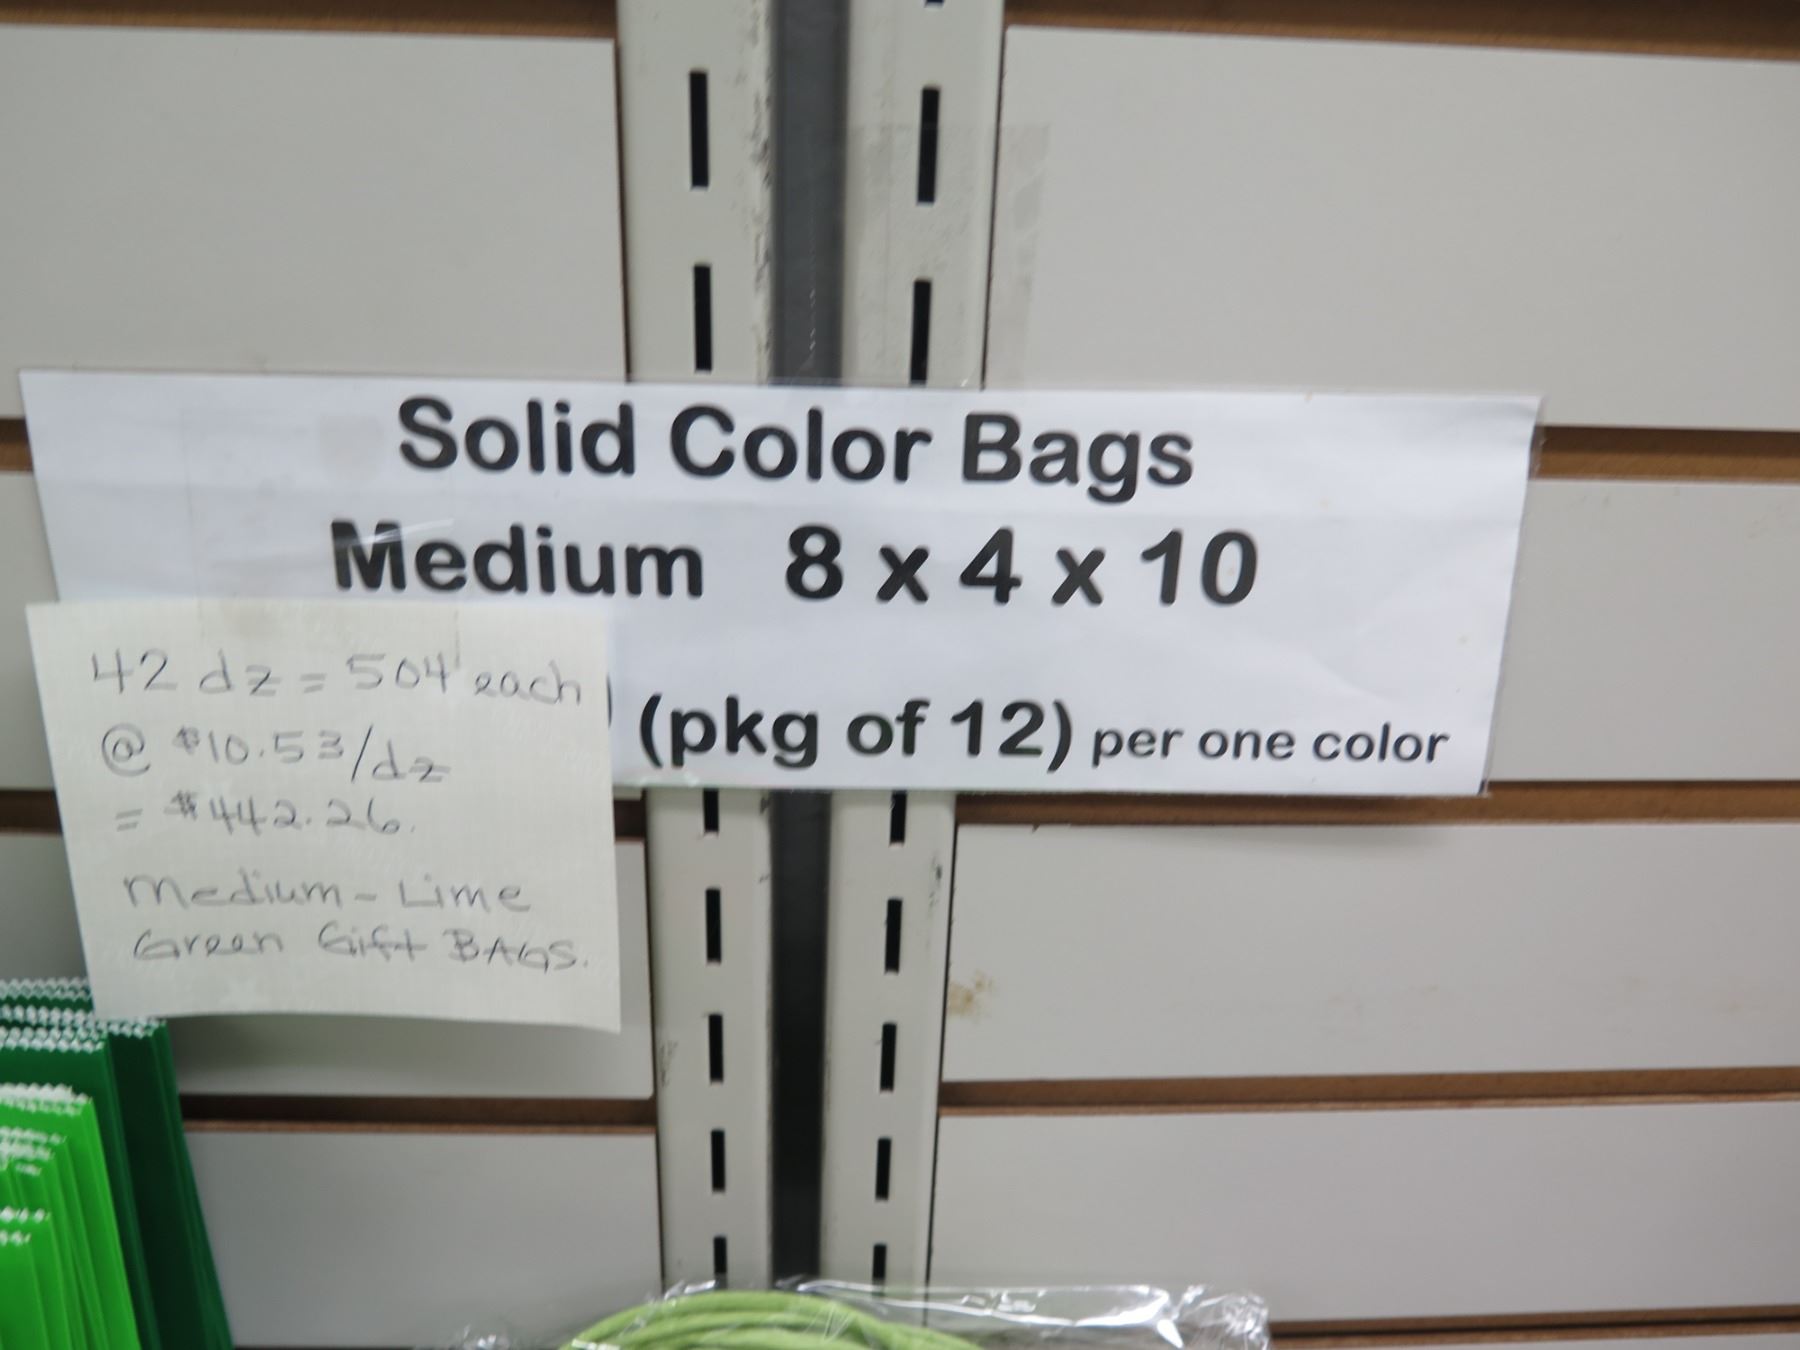 Solid Color Bags
Medium 8 x 4 x 10
) (pkg of 12) per one color
42 dz = 504 each
@ $10.53/dz
= $442.26.
Medium - Lime
Green Gift BAGS.